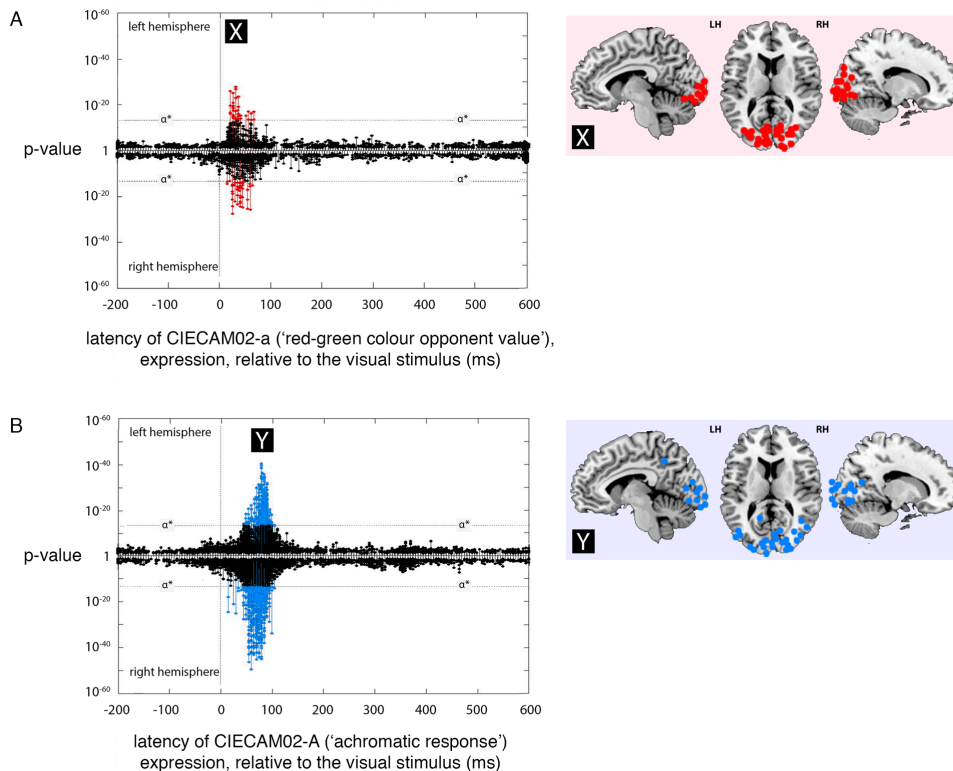 A
left hemisphere
X
LH
RH
10-60
10-40
10-20
α*
α*
p-value
1
α*
α*
10-20
10-40
right hemisphere
10-60
-200 -100 0 100 200 300 400 500 600
X
latency of CIECAM02-a (‘red-green colour opponent value’),
expression, relative to the visual stimulus (ms)
B
left hemisphere
Y
LH
RH
10-60
10-40
10-20
α*
α*
p-value
1
α*
α*
10-20
10-40
right hemisphere
10-60
-200 -100 0 100 200 300 400 500 600
Y
latency of CIECAM02-A (‘achromatic response’)
expression, relative to the visual stimulus (ms)